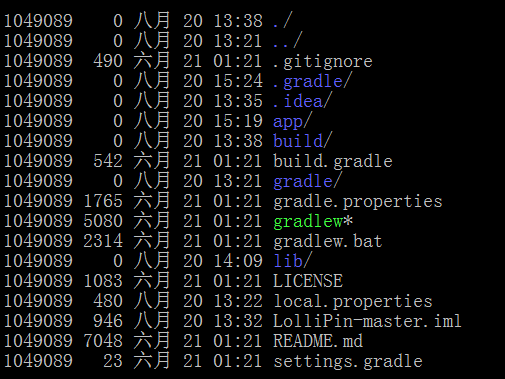 1049089 0 八月 20 13:38 ./
1049089 0 八月 20 13:21 ../
1049089 490 六月 21 01:21 .gitignore
1049089 0 八月 20 15:24 .gradle/
1049089 0 八月 20 13:35 .idea/
1049089 0 八月 20 15:19 app/
1049089 0 八月 20 13:38 build/
1049089 542 六月 21 01:21 build.gradle
1049089 0 八月 20 13:21 gradle/
1049089 1765 六月 21 01:21 gradle.properties
1049089 5080 六月 21 01:21 gradlew*
1049089 2314 六月 21 01:21 gradlew.bat
1049089 0 八月 20 14:09 lib/
1049089 1083 六月 21 01:21 LICENSE
1049089 480 八月 20 13:22 local.properties
1049089 946 八月 20 13:32 LolliPin-master.iml
1049089 7048 六月 21 01:21 README.md
1049089 23 六月 21 01:21 settings.gradle